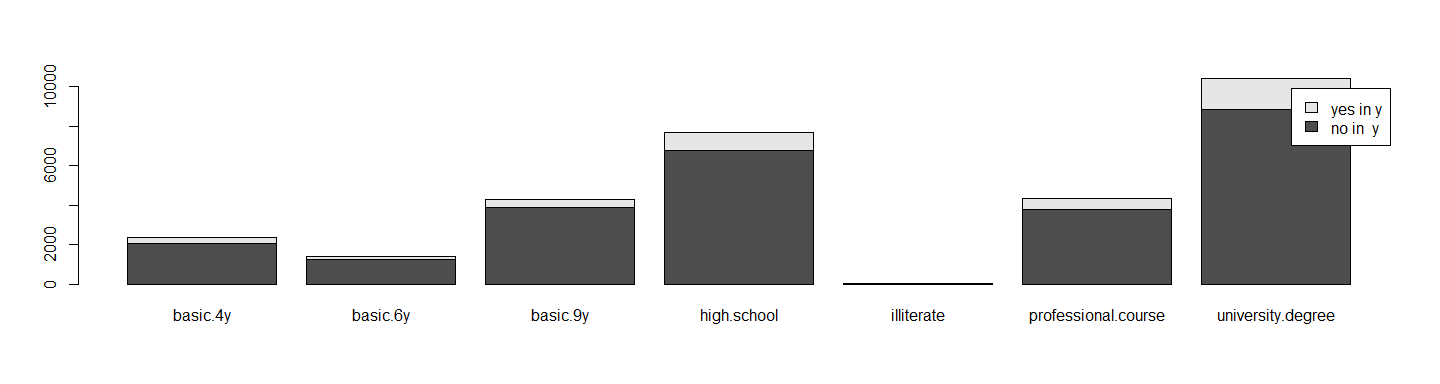 10000
6000
2000
0
yes in y
no in  y
basic.4y
basic.6y
basic.9y
high.school
illiterate
professional.course
university.degree